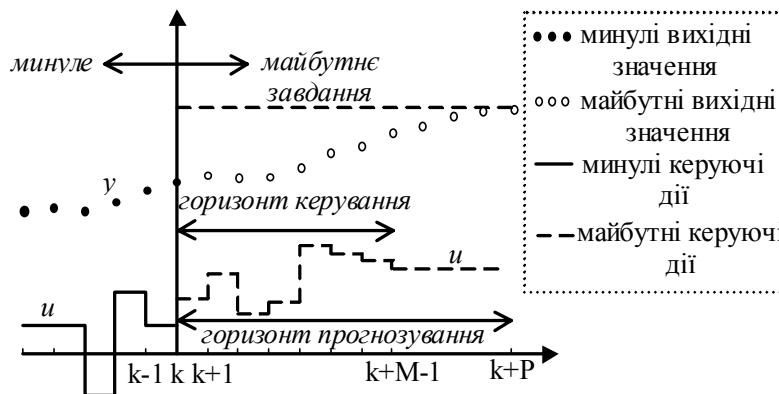 минуле
майбутнє
завдання
y
горизонт керування
u
u
горизонт прогнозування
k-1 k k+1
k+M-1
k+P
минулі вихідні
значення
майбутні вихідні
значення
минулі керуючі
дії
майбутні керуючі
дії